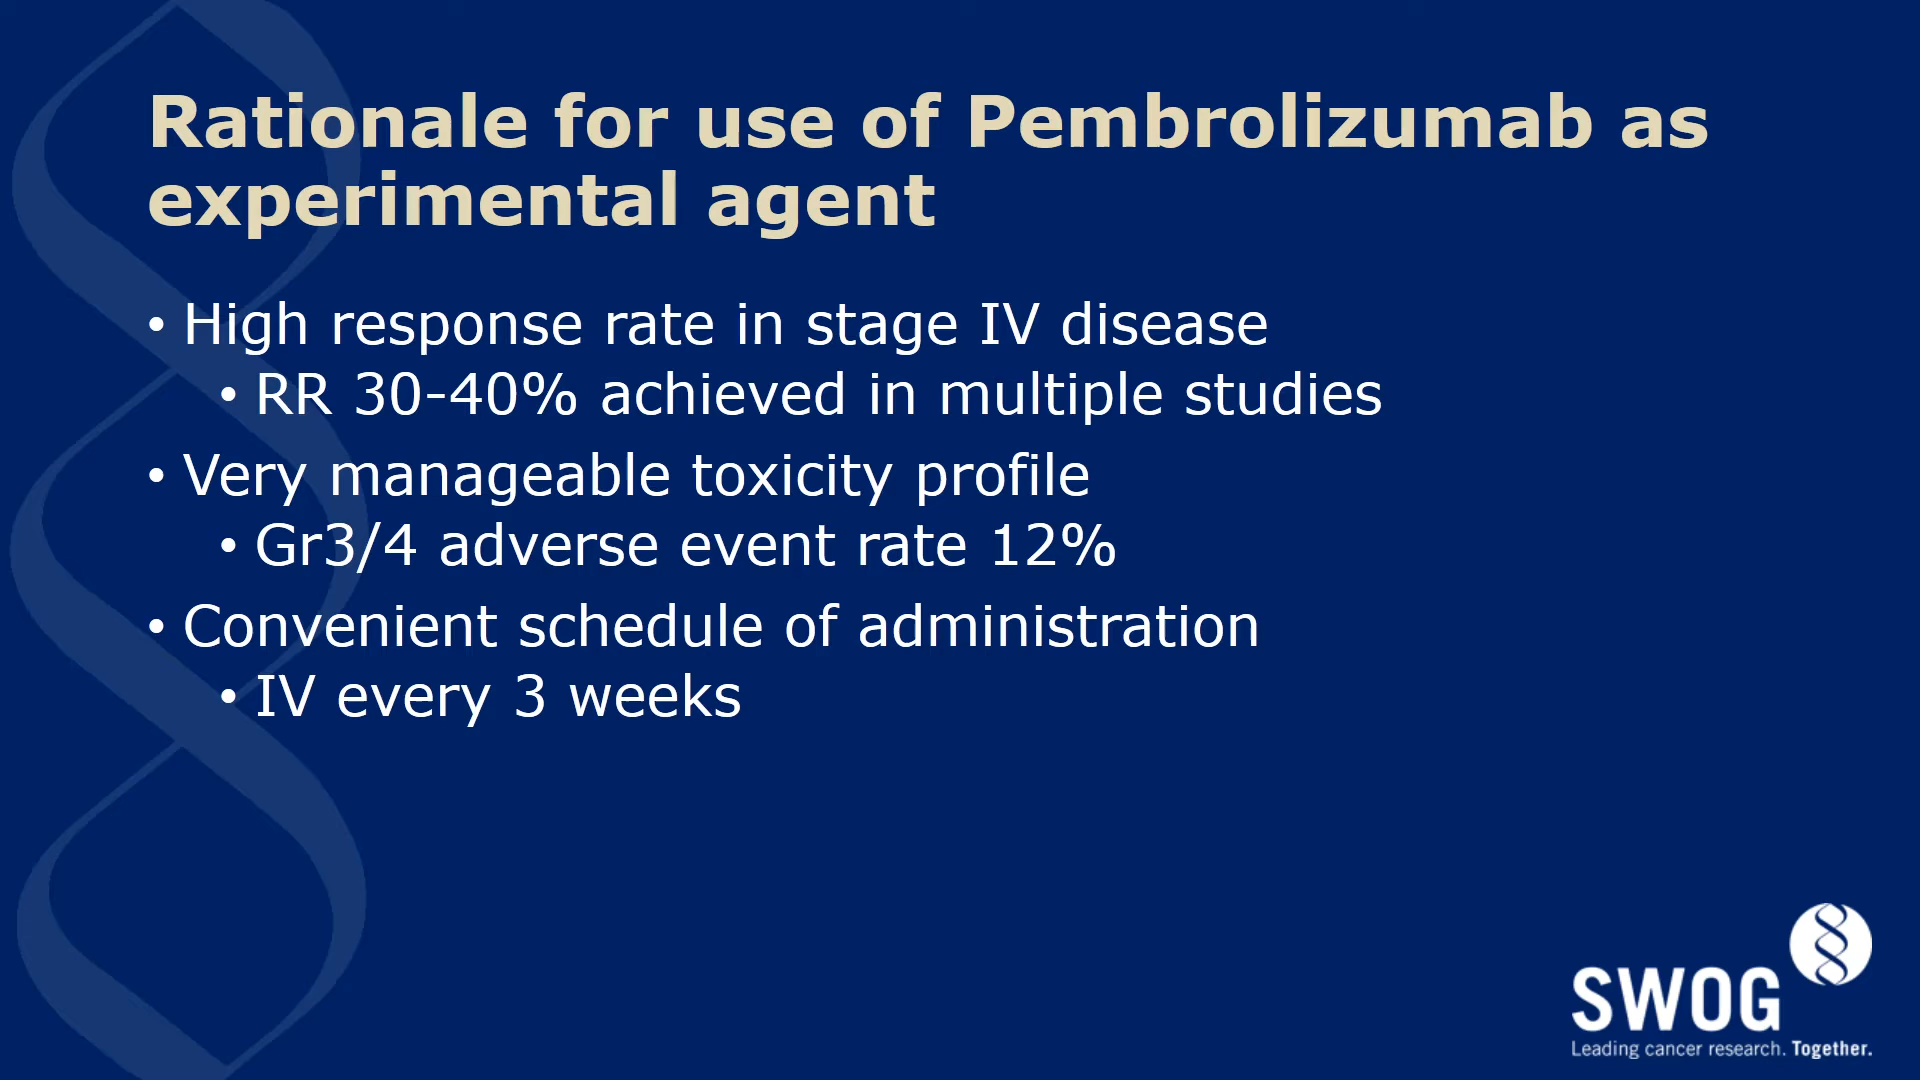 Rationale for use of Pembrolizumab as
experimental agent
• High response rate in stage IV disease
• RR 30-40% achieved in multiple studies
• Very manageable toxicity profile
• Gr3/4 adverse event rate 12%
• Convenient schedule of administration
• IV every 3 weeks
SWOG
Leading cancer research. Together.